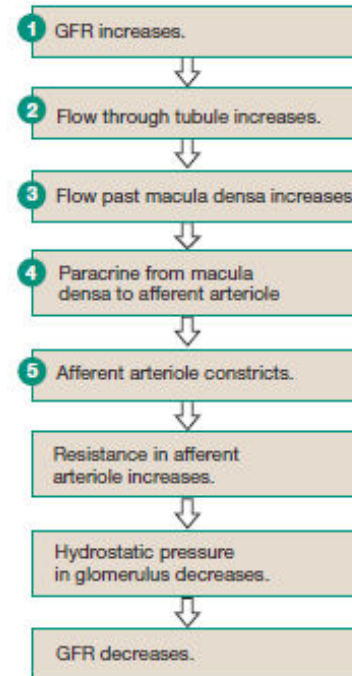 1 GFR increases.
2 Flow through tubule increases.
3 Flow past macula densa increases
4 Paracrine from macula
densa to afferent arteriole
5 Afferent arteriole constricts.
Resistance in afferent
arteriole increases.
Hydrostatic pressure
in glomerulus decreases.
GFR decreases.